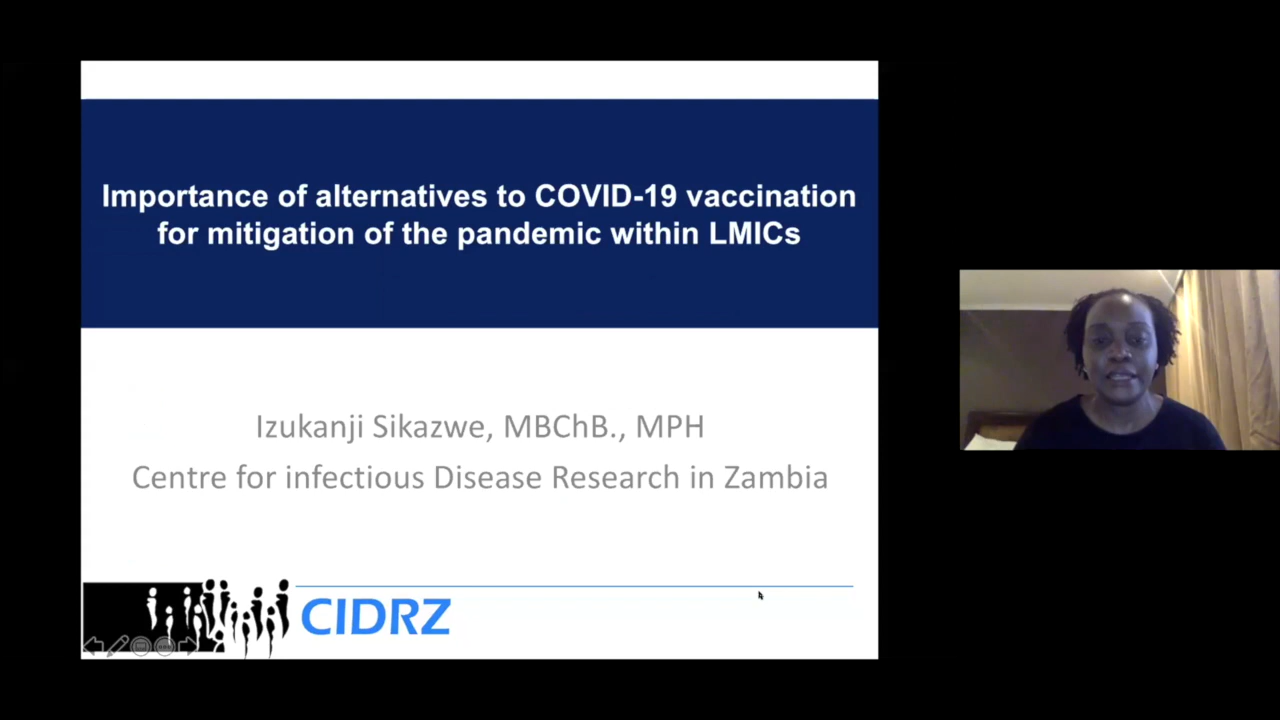 Importance of alternatives to COVID-19 vaccination
for mitigation of the pandemic within LMICs
Izukanji Sikazwe, MBChB., MPH
Centre for infectious Disease Research in Zambia
CIDRZ